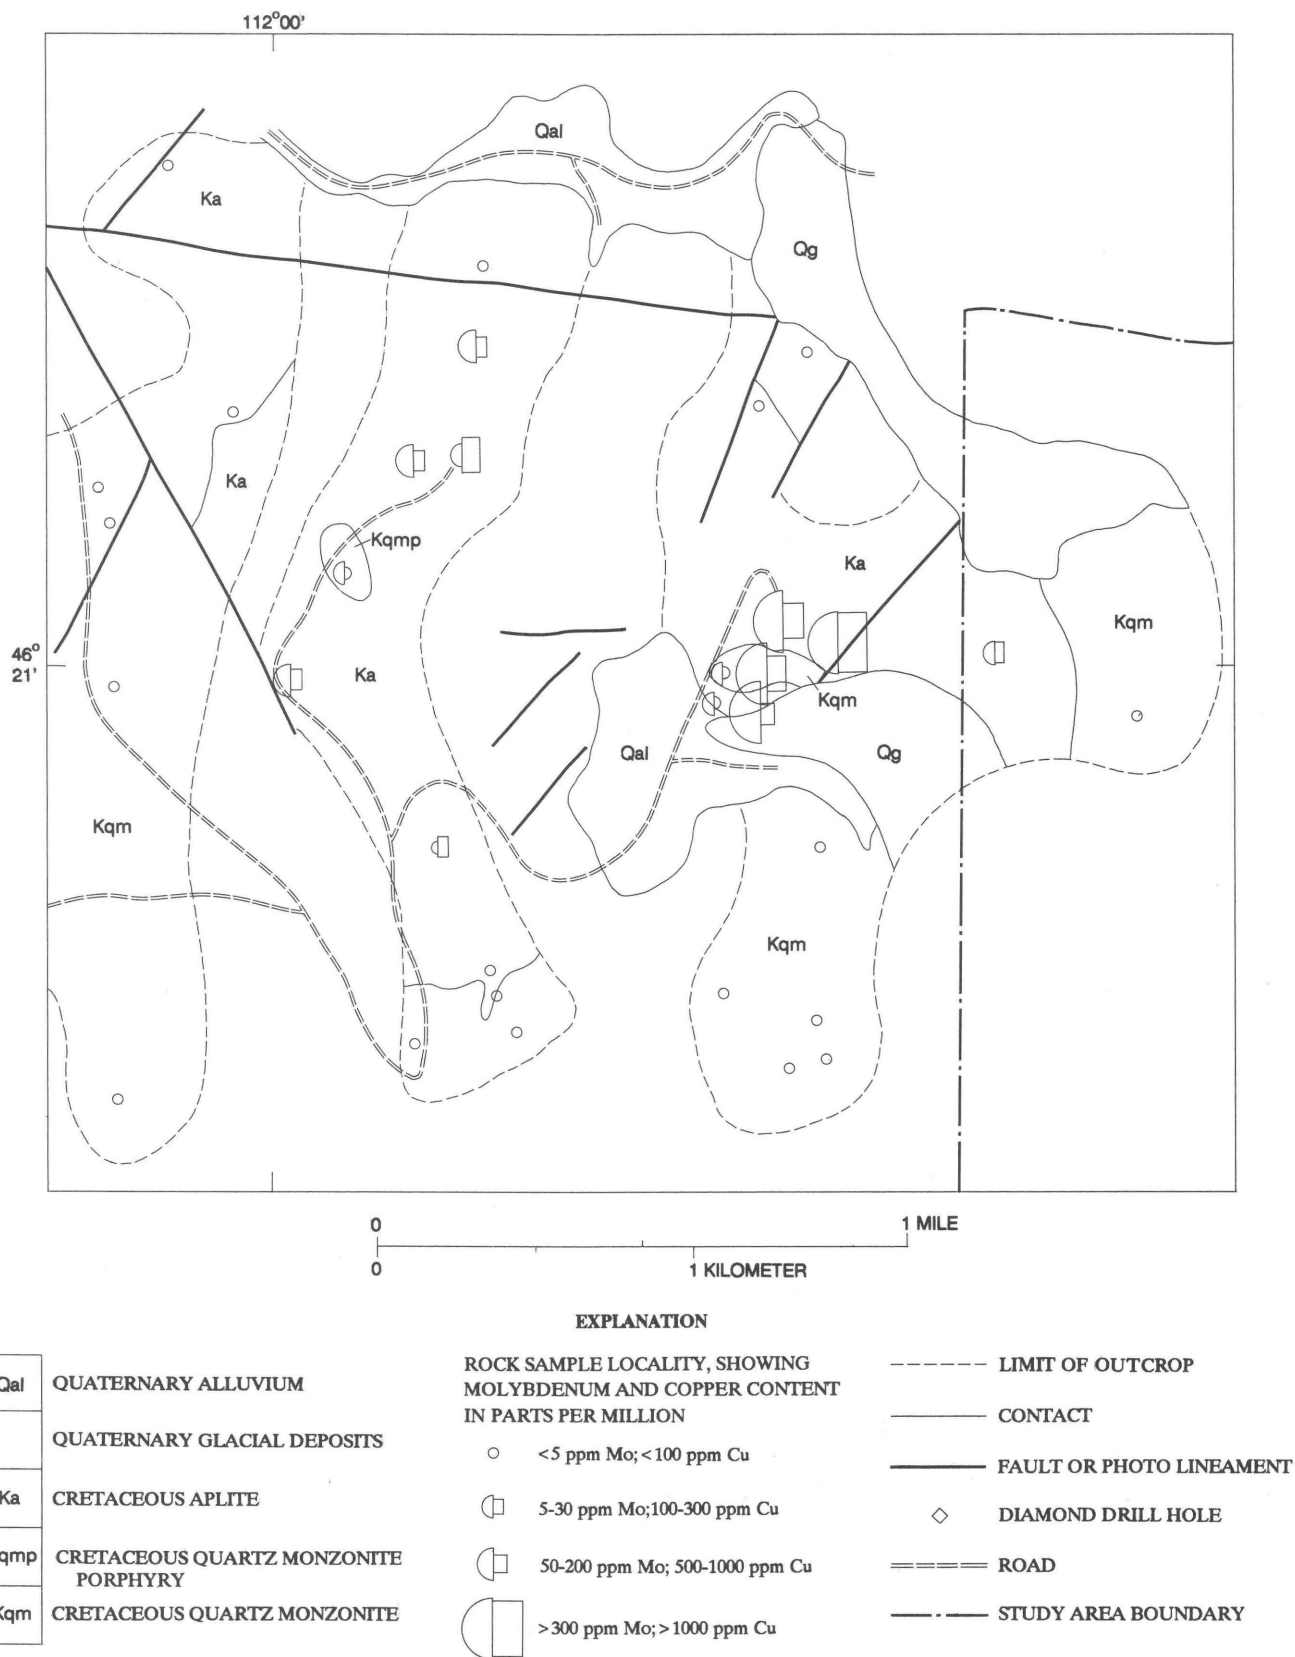 112°00'
Qal
Ka
Qg
Ka
Kqmp
Ka
Kqm
46°
21'
Ka
Kqm
Qal
Qg
Kqm
Kqm
0 1 MILE
0 1 KILOMETER
EXPLANATION
Qal QUATERNARY ALLUVIUM
QUATERNARY GLACIAL DEPOSITS
Ka CRETACEOUS APLITE
qmp CRETACEOUS QUARTZ MONZONITE
PORPHYRY
Kqm CRETACEOUS QUARTZ MONZONITE
ROCK SAMPLE LOCALITY, SHOWING
MOLYBDENUM AND COPPER CONTENT
IN PARTS PER MILLION
<5 ppm Mo; <100 ppm Cu
5-30 ppm Mo;100-300 ppm Cu
50-200 ppm Mo; 500-1000 ppm Cu
>300 ppm Mo; >1000 ppm Cu
LIMIT OF OUTCROP
CONTACT
FAULT OR PHOTO LINEAMENT
DIAMOND DRILL HOLE
ROAD
STUDY AREA BOUNDARY